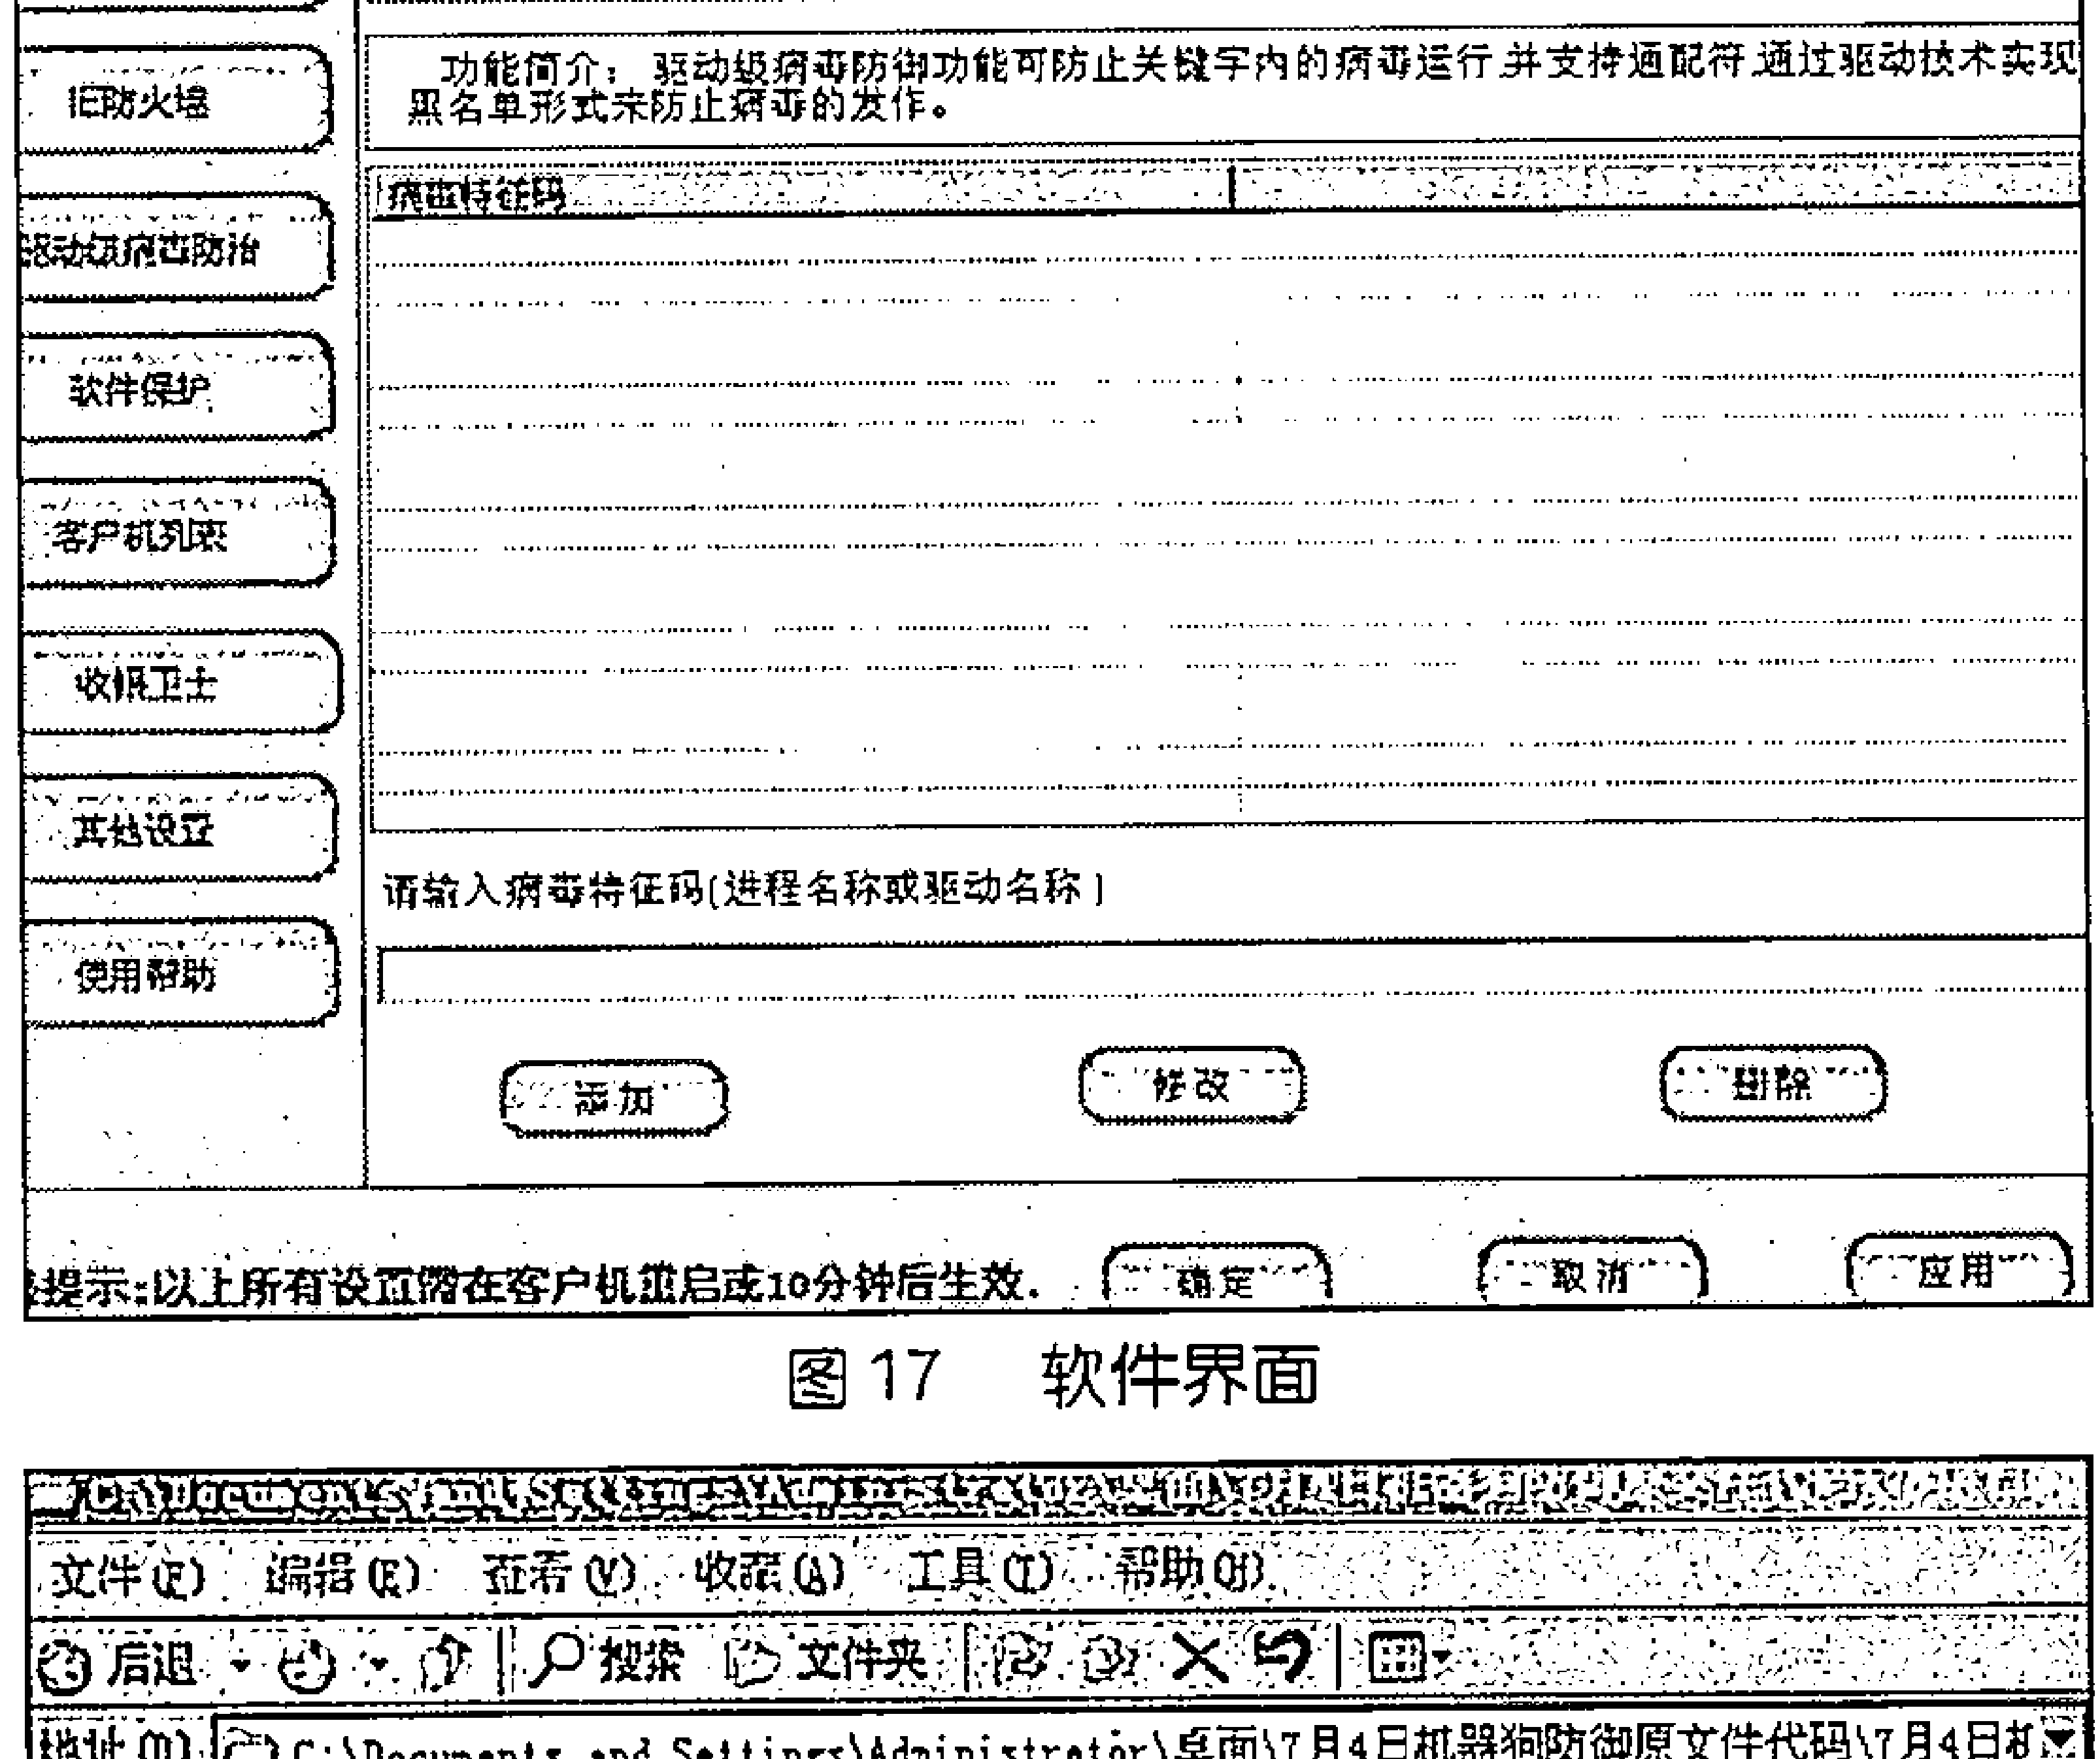 功能简介：驱动级病毒防御功能可防止关键字内的病毒运行,并支持通配符,通过驱动技术实现
黑名单形式来防止病毒的发作。
旧防火墙
病毒特征码
驱动级病毒防治
软件保护
客户机列表
收银卫士
其他设置
请输入病毒特征码(进程名称或驱动名称)
使用帮助
添加 修改 删除
提示:以上所有设置需在客户机重启或10分钟后生效. 确定 取消 应用
图 17 软件界面
文件(F) 编辑(E) 查看(V) 收藏(A) 工具(T) 帮助(H)
后退 搜索 文件夹
地址(D) C:\Documents and Settings\Administrator\桌面\7月4日机器狗防御原文件代码\7月4日机